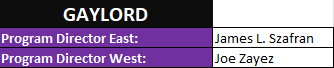 GAYLORD
Program Director East: James L. Szafran
Program Director West: Joe Zayez